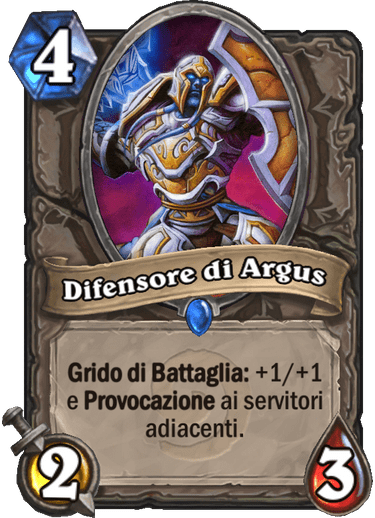 4
Difensore di Argus
Grido di Battaglia: +1/+1
e Provocazione ai servitori
adiacenti.
2
3